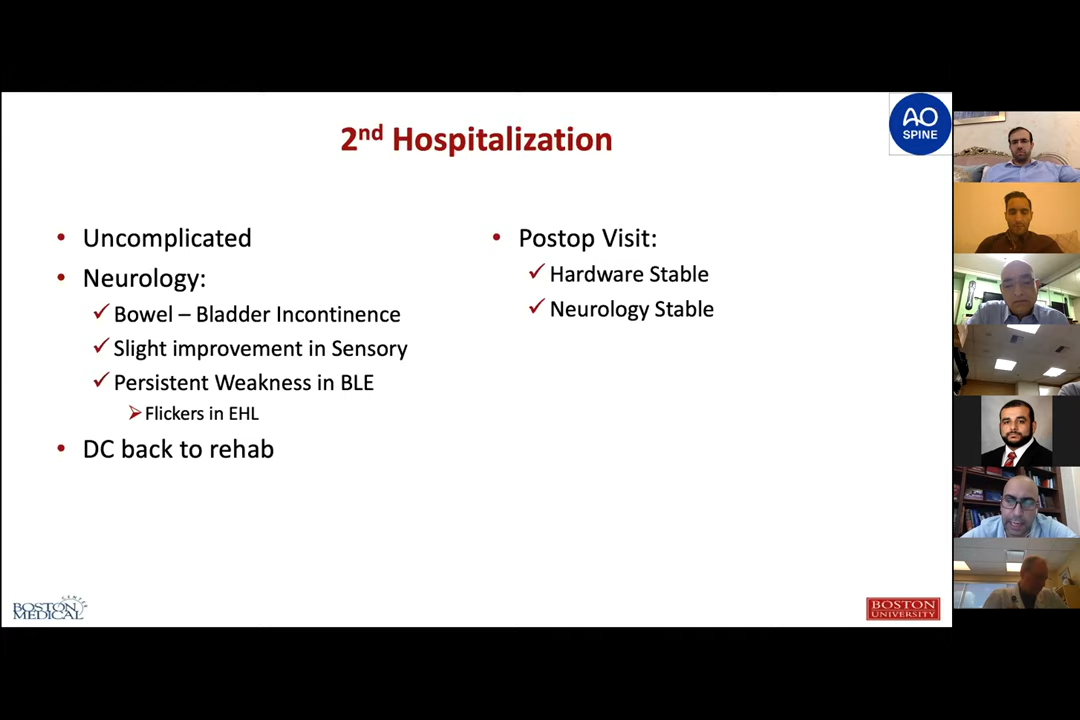 2nd Hospitalization
AO
SPINE
• Uncomplicated
• Neurology:
✓ Bowel – Bladder Incontinence
✓ Slight improvement in Sensory
✓ Persistent Weakness in BLE
➢ Flickers in EHL
• DC back to rehab
• Postop Visit:
✓ Hardware Stable
✓ Neurology Stable
BOSTON
MEDICAL
CENTER
BOSTON
UNIVERSITY